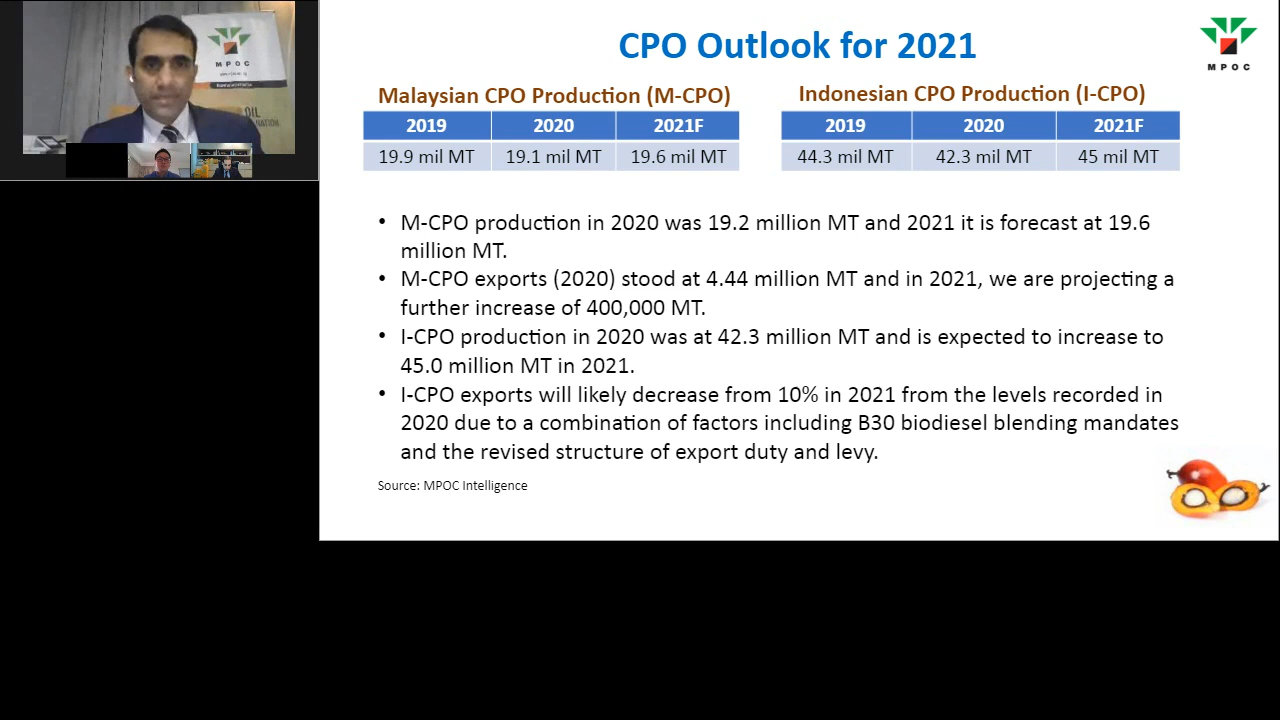 MPOC
OIL
CPO Outlook for 2021
MPOC
Malaysian CPO Production (M-CPO)
2019 2020 2021F
19.9 mil MT 19.1 mil MT 19.6 mil MT
Indonesian CPO Production (I-CPO)
2019 2020 2021F
44.3 mil MT 42.3 mil MT 45 mil MT
• M-CPO production in 2020 was 19.2 million MT and 2021 it is forecast at 19.6
million MT.
• M-CPO exports (2020) stood at 4.44 million MT and in 2021, we are projecting a
further increase of 400,000 MT.
• I-CPO production in 2020 was at 42.3 million MT and is expected to increase to
45.0 million MT in 2021.
• I-CPO exports will likely decrease from 10% in 2021 from the levels recorded in
2020 due to a combination of factors including B30 biodiesel blending mandates
and the revised structure of export duty and levy.
Source: MPOC Intelligence